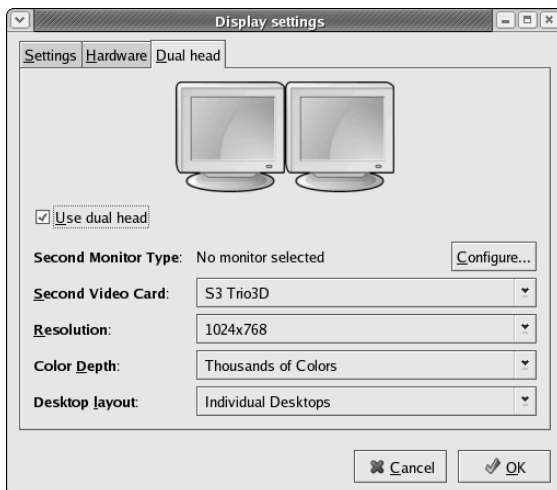 Display settings
Settings Hardware Dual head
Use dual head
Second Monitor Type: No monitor selected Configure...
Second Video Card: S3 Trio3D
Resolution: 1024x768
Color Depth: Thousands of Colors
Desktop layout: Individual Desktops
Cancel OK